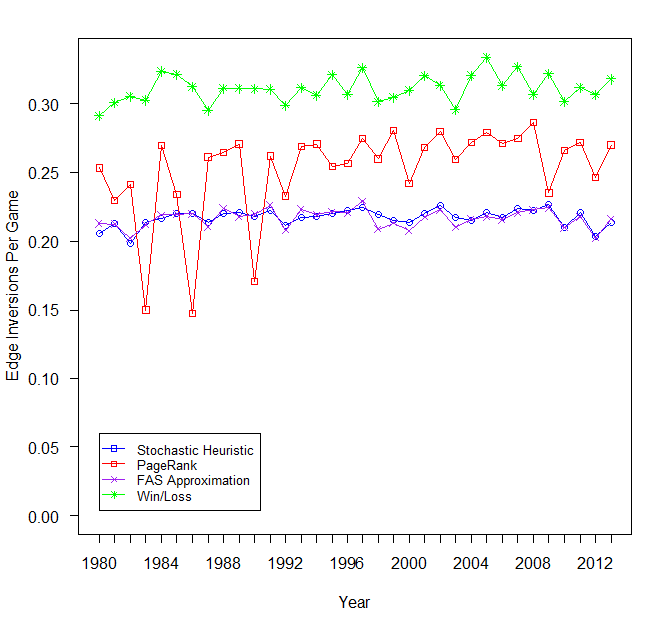 0.30
0.25
0.20
0.15
0.10
0.05
0.00
Edge Inversions Per Game
Stochastic Heuristic
PageRank
FAS Approximation
Win/Loss
1980 1984 1988 1992 1996 2000 2004 2008 2012
Year